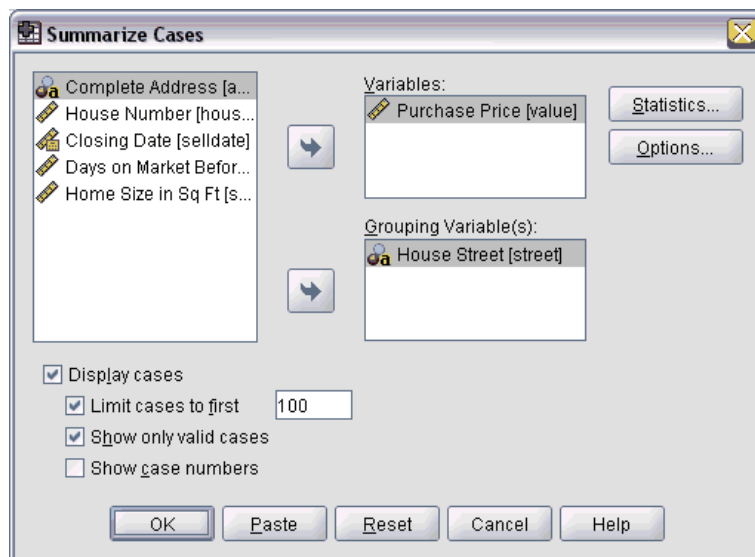 Summarize Cases
Complete Address [a...
House Number [hous...
Closing Date [selldate]
Days on Market Befor...
Home Size in Sq Ft [s...
Variables:
Purchase Price [value]
Statistics...
Options...
Grouping Variable(s):
House Street [street]
Display cases
Limit cases to first 100
Show only valid cases
Show case numbers
OK Paste Reset Cancel Help